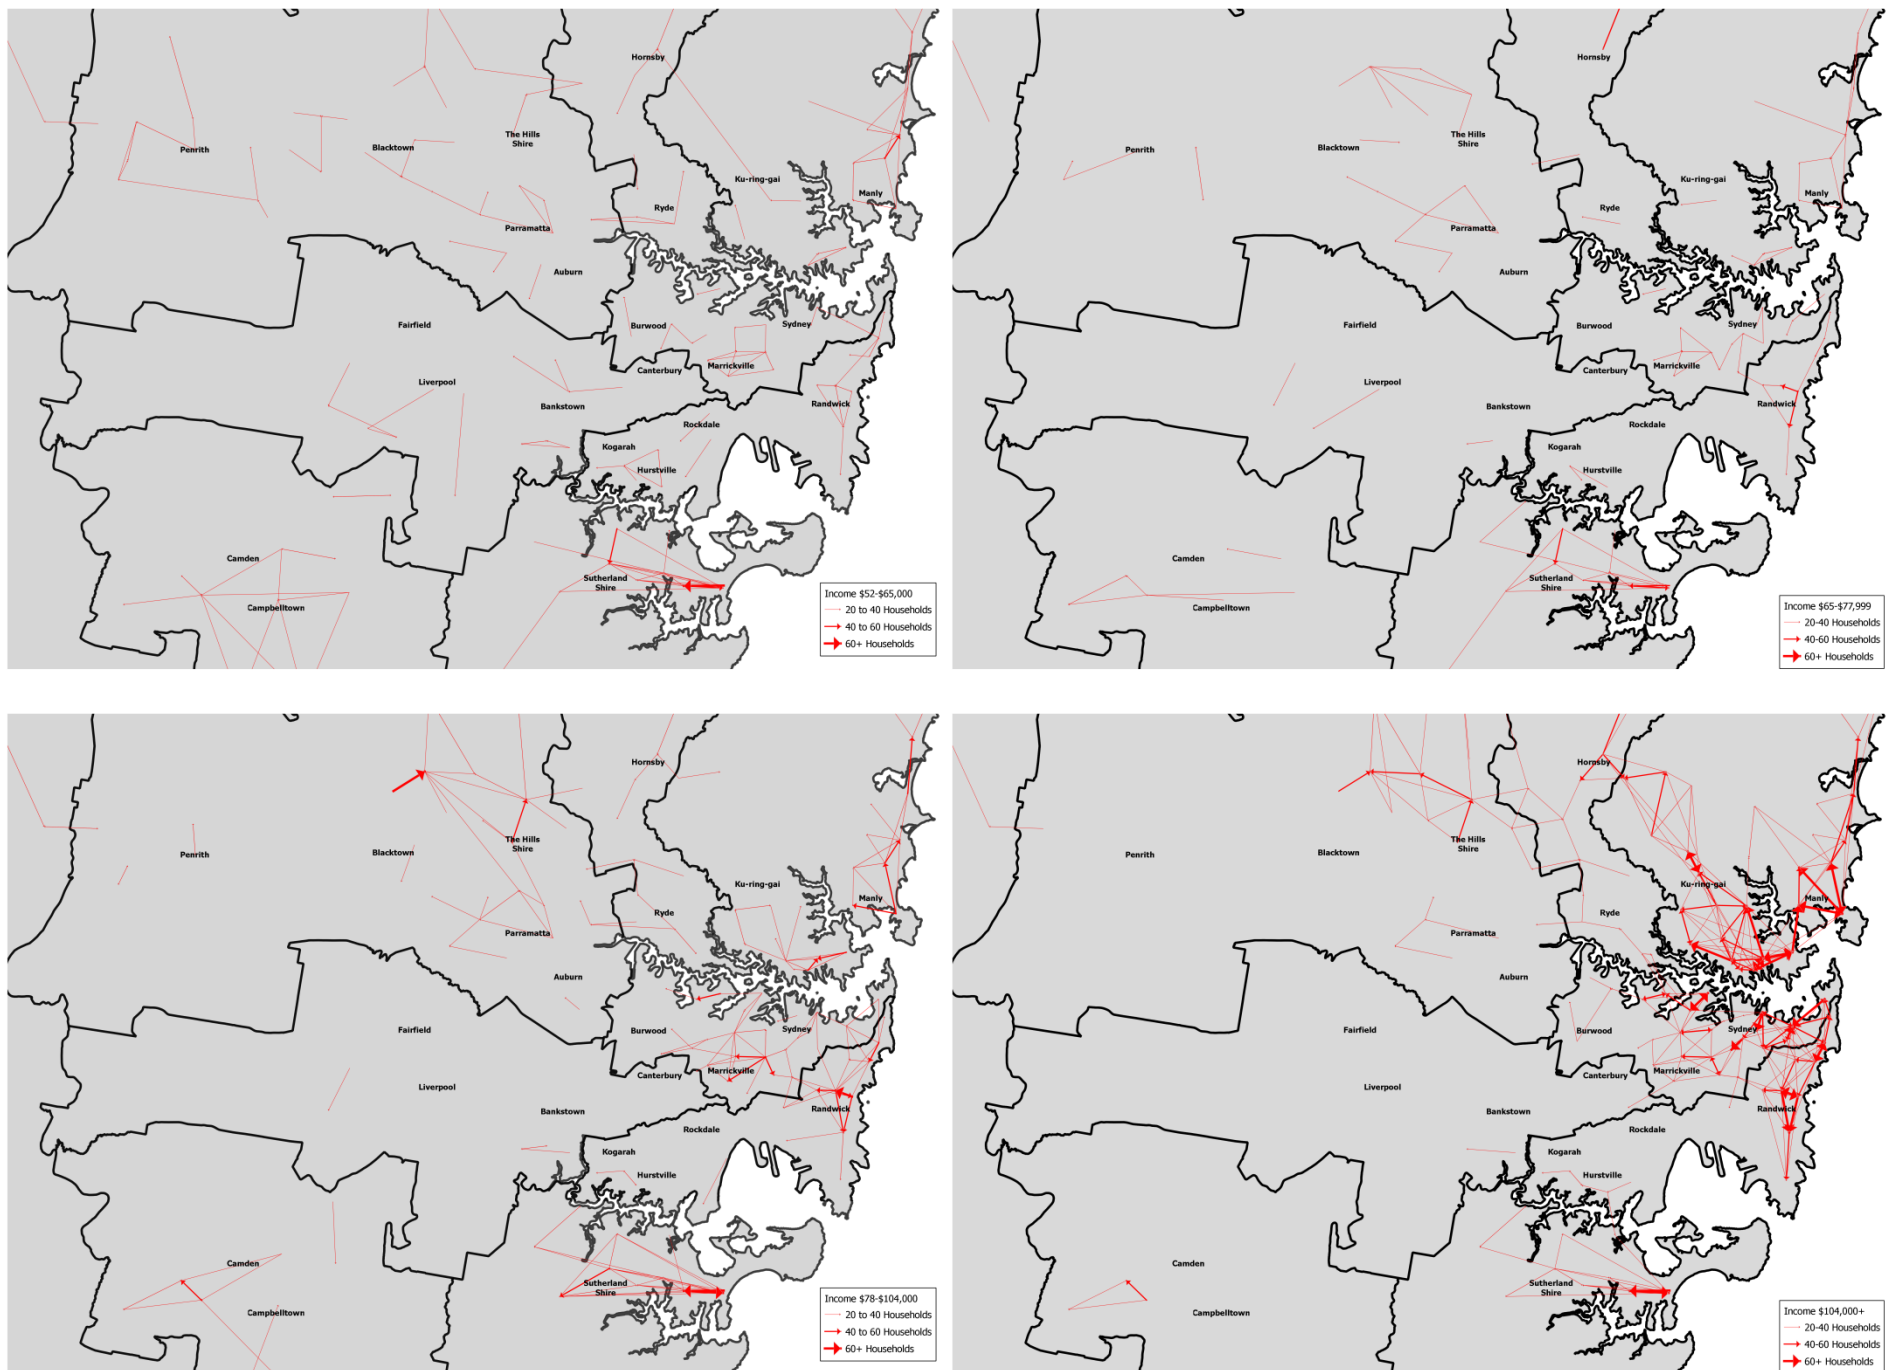 Hornsby
The Hills
Shire
Penrith
Blacktown
Ku-ring-gai
Manly
Ryde
Parramatta
Auburn
Fairfield
Burwood
Sydney
Canterbury
Marrickville
Liverpool
Bankstown
Randwick
Rockdale
Kogarah
Hurstville
Camden
Sutherland
Shire
Campbelltown
Income $52-$65,000
20 to 40 Households
40 to 60 Households
60+ Households
Hornsby
The Hills
Shire
Penrith
Blacktown
Ku-ring-gai
Manly
Ryde
Parramatta
Auburn
Fairfield
Burwood
Sydney
Canterbury
Marrickville
Liverpool
Bankstown
Randwick
Rockdale
Kogarah
Hurstville
Camden
Sutherland
Shire
Campbelltown
Income $65-$77,999
20-40 Households
40-60 Households
60+ Households
Hornsby
The Hills
Shire
Penrith
Blacktown
Ku-ring-gai
Manly
Ryde
Parramatta
Auburn
Fairfield
Burwood
Sydney
Canterbury
Marrickville
Liverpool
Bankstown
Randwick
Rockdale
Kogarah
Hurstville
Camden
Sutherland
Shire
Campbelltown
Income $78-$104,000
20 to 40 Households
40 to 60 Households
60+ Households
Hornsby
The Hills
Shire
Penrith
Blacktown
Ku-ring-gai
Manly
Ryde
Parramatta
Auburn
Fairfield
Burwood
Sydney
Canterbury
Marrickville
Liverpool
Bankstown
Randwick
Rockdale
Kogarah
Hurstville
Camden
Sutherland
Shire
Campbelltown
Income $104,000+
20-40 Households
40-60 Households
60+ Households